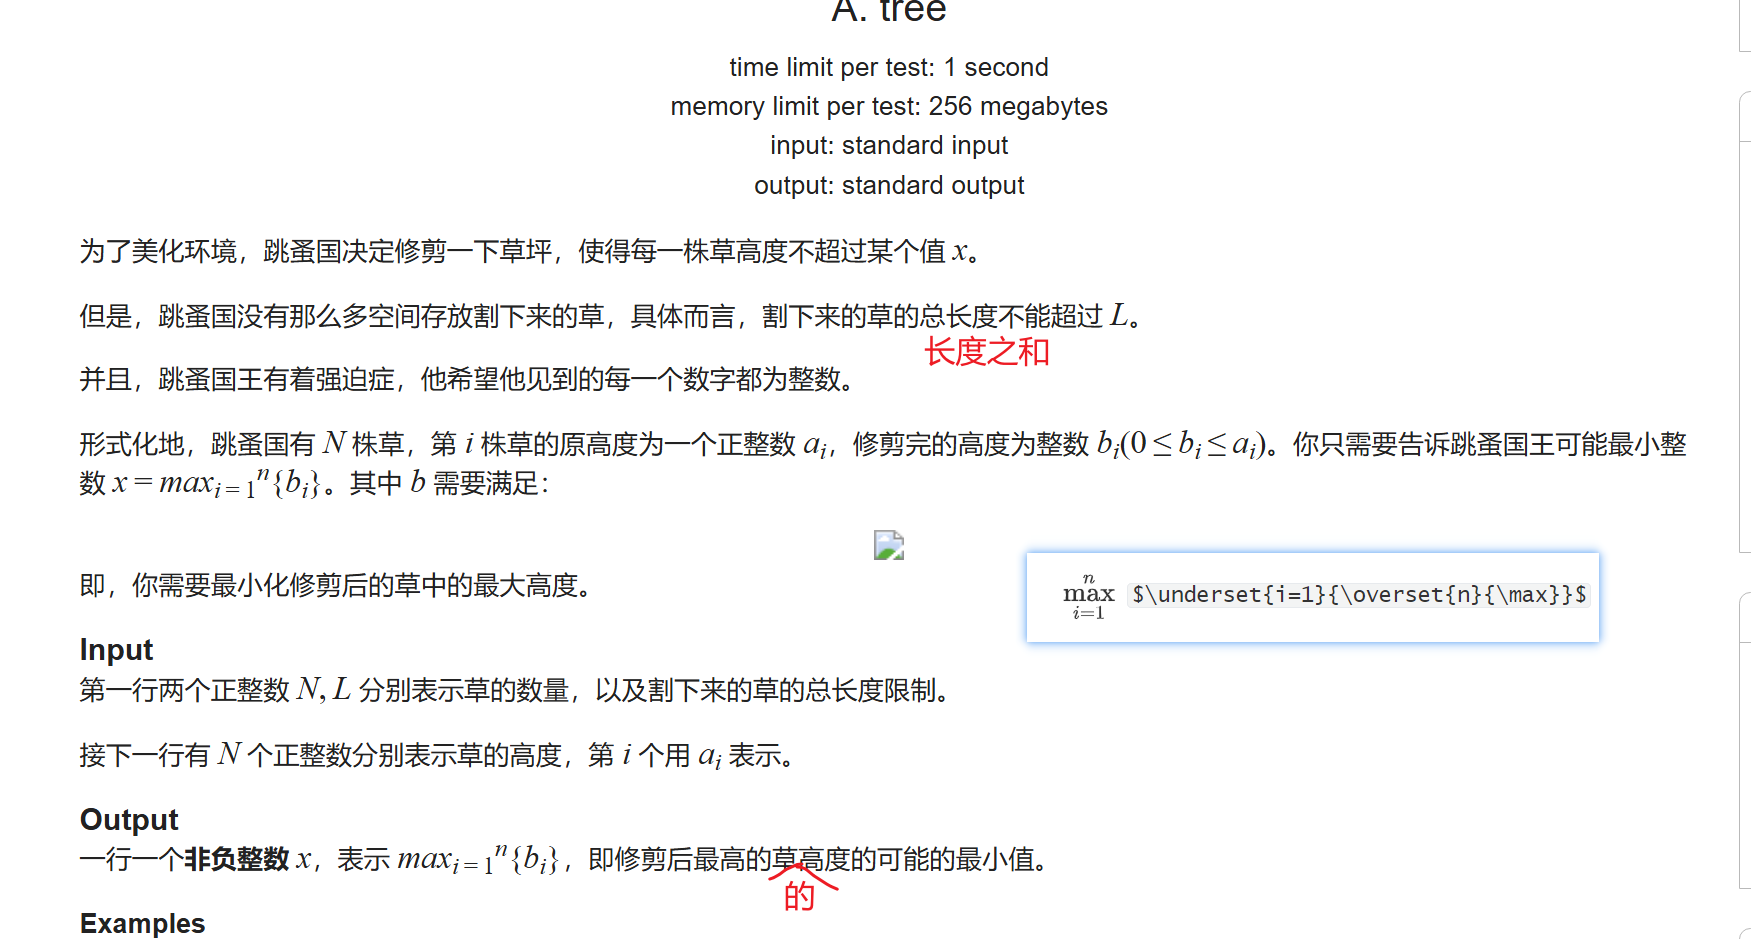 A. tree
time limit per test: 1 second
memory limit per test: 256 megabytes
input: standard input
output: standard output
为了美化环境，跳蚤国决定修剪一下草坪，使得每一株草高度不超过某个值 x。
但是，跳蚤国没有那么多空间存放割下来的草，具体而言，割下来的草的总长度不能超过 L。
长度之和
并且，跳蚤国王有着强迫症，他希望他见到的每一个数字都为整数。
形式化地，跳蚤国有 N 株草，第 i 株草的原高度为一个正整数 a_i，修剪完的高度为整数 b_i(0 ≤ b_i ≤ a_i)。你只需要告诉跳蚤国王可能最小整
数 x = max_{i = 1}^n{b_i}。其中 b 需要满足：
即，你需要最小化修剪后的草中的最大高度。
max_{i=1}^n $\underset{i=1}{\overset{n}{\max}}$
Input
第一行两个正整数 N, L 分别表示草的数量，以及割下来的草的总长度限制。
接下一行有 N 个正整数分别表示草的高度，第 i 个用 a_i 表示。
Output
一行一个非负整数 x，表示 max_{i = 1}^n{b_i}，即修剪后最高的草高度的可能的最小值。
的
Examples